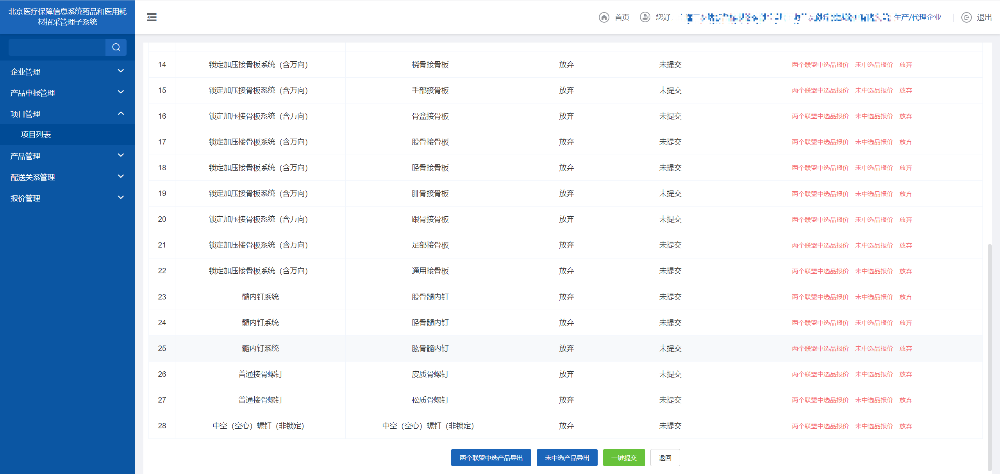 北京医疗保障信息系统药品和医用耗
材招采管理子系统
首页 您好, 生产/代理企业 退出
企业管理
产品申报管理
项目管理
项目列表
产品管理
配送关系管理
报价管理
14 锁定加压接骨板系统（含万向） 桡骨接骨板 放弃 未提交 两个联盟中选品报价 未中选品报价 放弃
15 锁定加压接骨板系统（含万向） 手部接骨板 放弃 未提交 两个联盟中选品报价 未中选品报价 放弃
16 锁定加压接骨板系统（含万向） 骨盆接骨板 放弃 未提交 两个联盟中选品报价 未中选品报价 放弃
17 锁定加压接骨板系统（含万向） 股骨接骨板 放弃 未提交 两个联盟中选品报价 未中选品报价 放弃
18 锁定加压接骨板系统（含万向） 胫骨接骨板 放弃 未提交 两个联盟中选品报价 未中选品报价 放弃
19 锁定加压接骨板系统（含万向） 腓骨接骨板 放弃 未提交 两个联盟中选品报价 未中选品报价 放弃
20 锁定加压接骨板系统（含万向） 跟骨接骨板 放弃 未提交 两个联盟中选品报价 未中选品报价 放弃
21 锁定加压接骨板系统（含万向） 足部接骨板 放弃 未提交 两个联盟中选品报价 未中选品报价 放弃
22 锁定加压接骨板系统（含万向） 通用接骨板 放弃 未提交 两个联盟中选品报价 未中选品报价 放弃
23 髓内钉系统 股骨髓内钉 放弃 未提交 两个联盟中选品报价 未中选品报价 放弃
24 髓内钉系统 胫骨髓内钉 放弃 未提交 两个联盟中选品报价 未中选品报价 放弃
25 髓内钉系统 肱骨髓内钉 放弃 未提交 两个联盟中选品报价 未中选品报价 放弃
26 普通接骨螺钉 皮质骨螺钉 放弃 未提交 两个联盟中选品报价 未中选品报价 放弃
27 普通接骨螺钉 松质骨螺钉 放弃 未提交 两个联盟中选品报价 未中选品报价 放弃
28 中空（空心）螺钉（非锁定） 中空（空心）螺钉（非锁定） 放弃 未提交 两个联盟中选品报价 未中选品报价 放弃
两个联盟中选产品导出 未中选产品导出 一键提交 返回